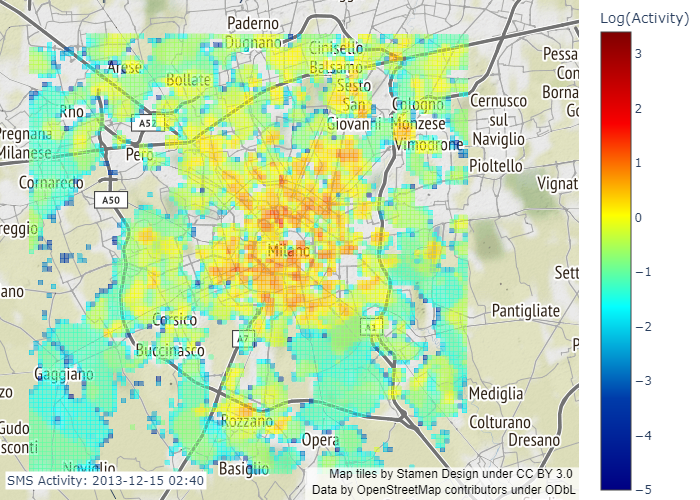 Log(Activity)
Paderno
Dugnano
Cinisello
Balsamo
Arese
Bollate
Sesto
San
Giovanni
Cologno
Monzese
Cernusco
sul
Naviglio
Pessa
Con
Borna
Go
Rho
A52
Vimodrone
Pregnana
Milanese
Pero
Pioltello
Cornaredo
Vignat
A50
reggio
Milano
Sett
ano
Pantigliate
Corsico
A1
A7
Buccinasco
Gaggiano
Mediglia
zo
Rozzano
Colturano
Dresano
Gudo
sconti
Opera
Noviglio
Basiglio
SMS Activity: 2013-12-15 02:40
Map tiles by Stamen Design under CC BY 3.0
Data by OpenStreetMap contributors under ODbL
3
2
1
0
−1
−2
−3
−4
−5